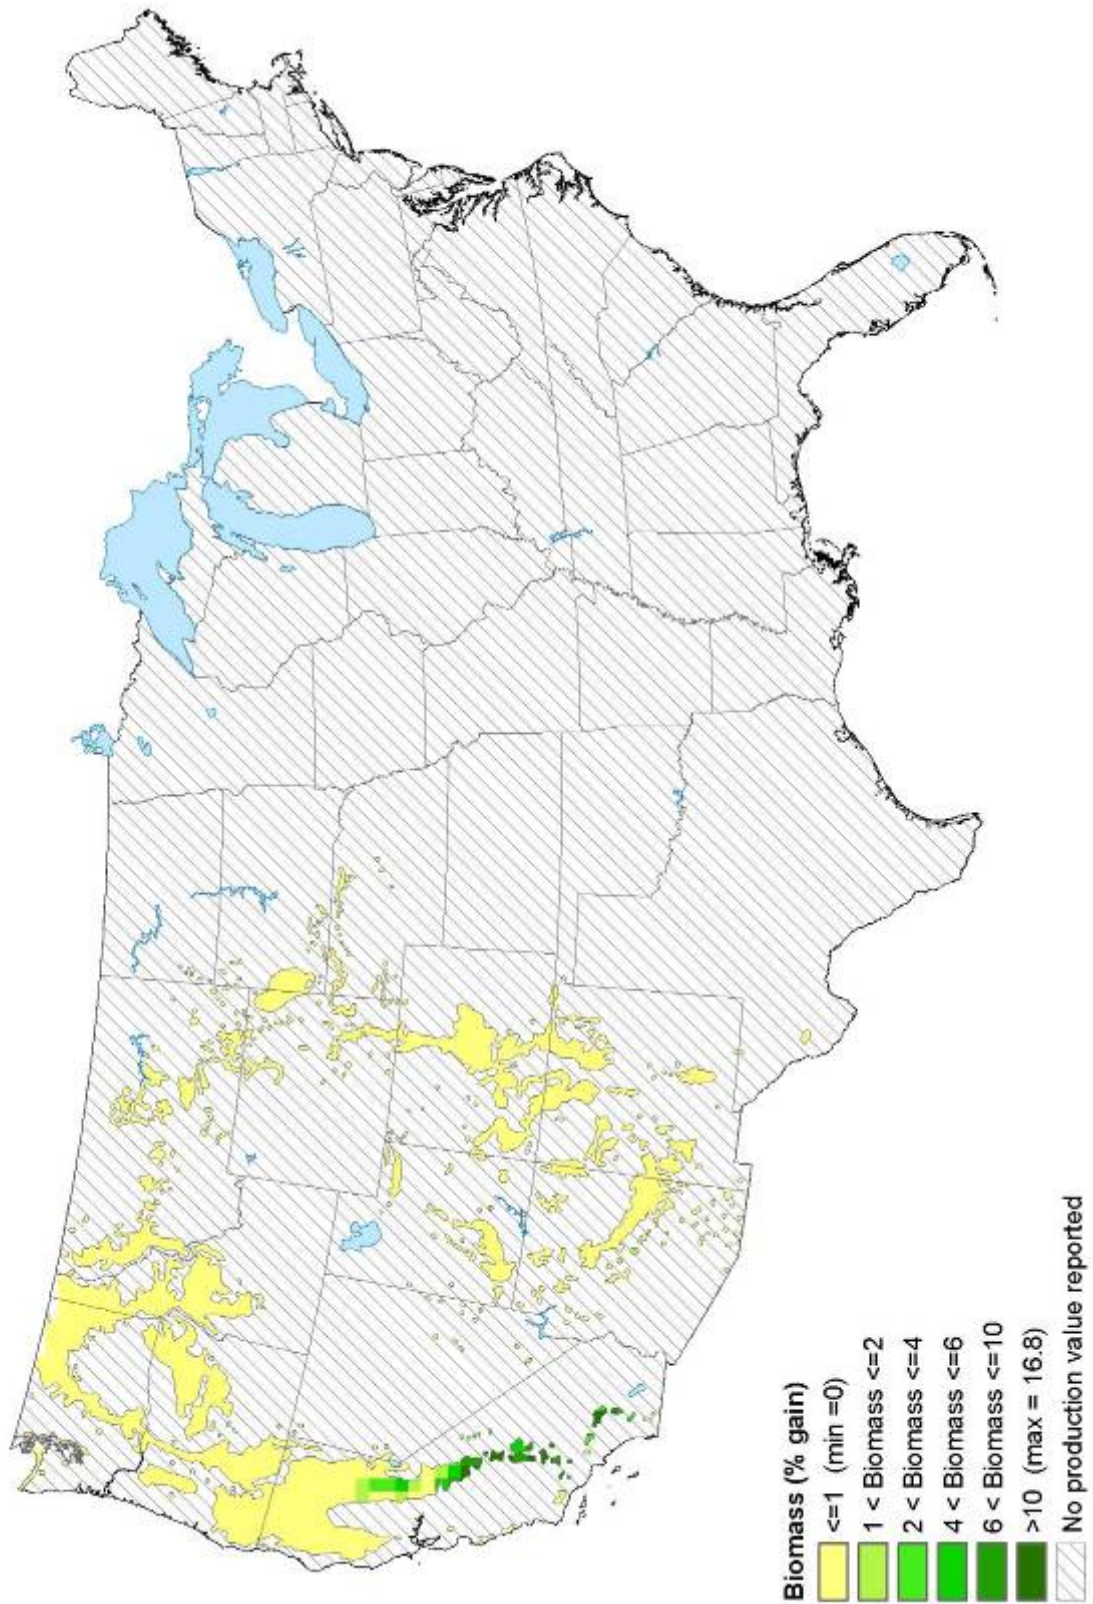 Biomass (% gain)
<=1 (min =0)
1 < Biomass <=2
2 < Biomass <=4
4 < Biomass <=6
6 < Biomass <=10
>10 (max = 16.8)
No production value reported